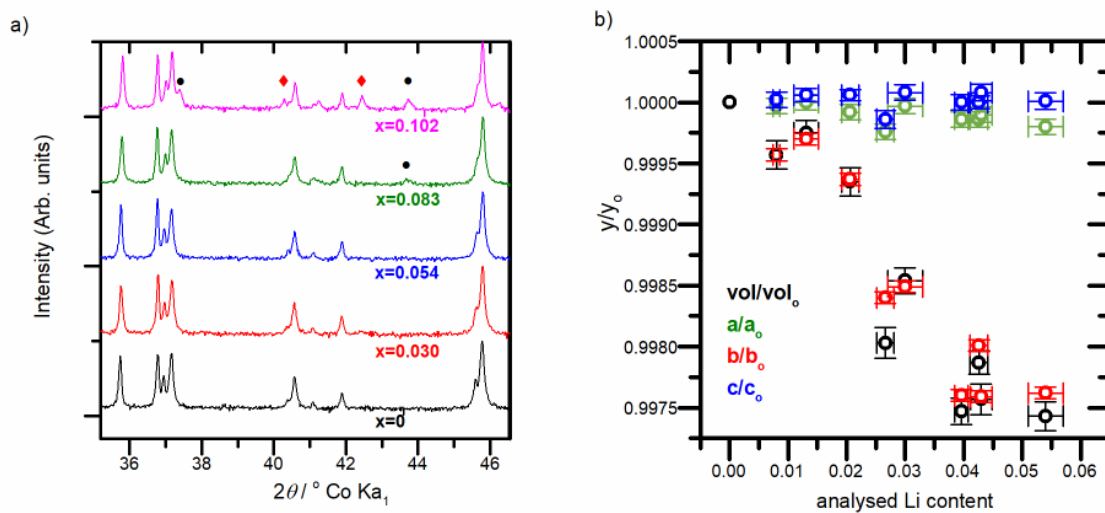 a)
Intensity (Arb. units)
x=0.102
x=0.083
x=0.054
x=0.030
x=0
36 38 40 42 44 46
2θ / ° Co Ka1
b)
y/yo
1.0005
1.0000
0.9995
0.9990
0.9985
0.9980
0.9975
vol/volo
a/ao
b/bo
c/co
0.00 0.01 0.02 0.03 0.04 0.05 0.06
analysed Li content